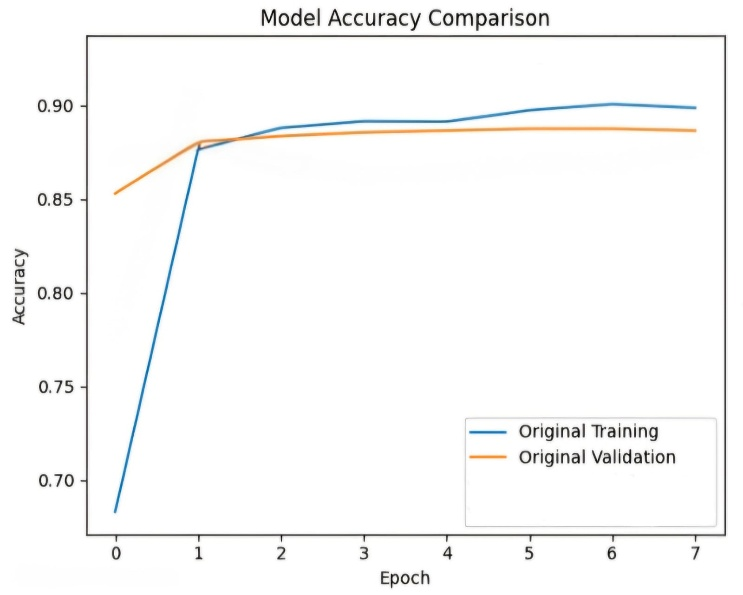 Model Accuracy Comparison
Accuracy
0.90
0.85
0.80
0.75
0.70
Original Training
Original Validation
0 1 2 3 4 5 6 7
Epoch